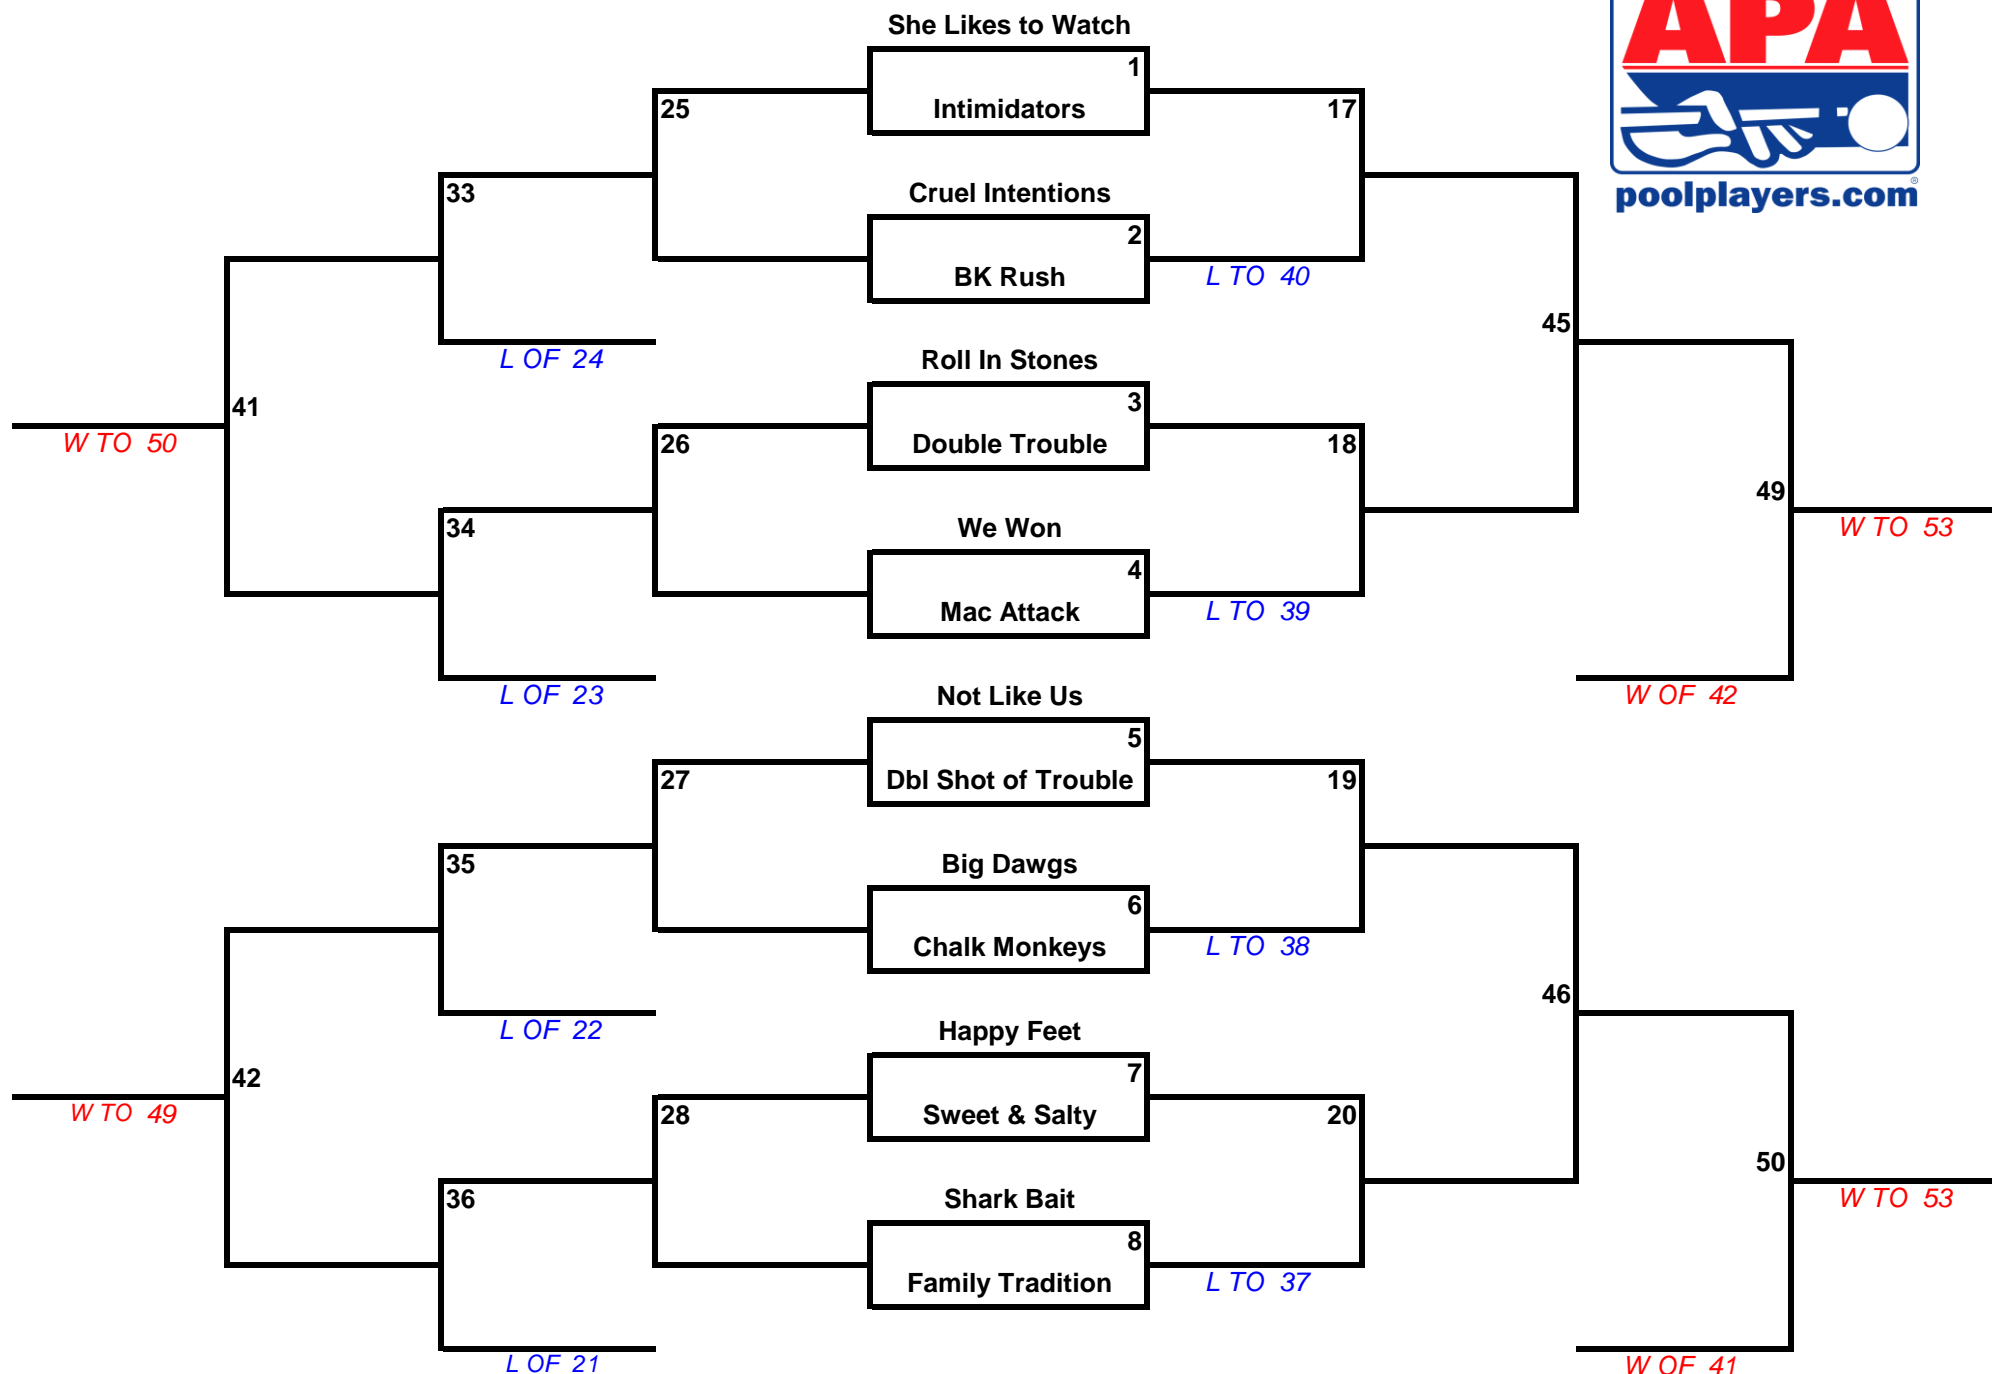 APA
poolplayers.com®
She Likes to Watch
1
Intimidators
25
17
Cruel Intentions
2
BK Rush
33
L TO 40
45
L OF 24
Roll In Stones
3
Double Trouble
41
W TO 50
26
18
49
W TO 53
We Won
4
Mac Attack
34
L TO 39
L OF 23
W OF 42
Not Like Us
5
Dbl Shot of Trouble
27
19
Big Dawgs
6
Chalk Monkeys
35
L TO 38
46
L OF 22
Happy Feet
7
Sweet & Salty
42
W TO 49
28
20
50
W TO 53
Shark Bait
8
Family Tradition
36
L TO 37
L OF 21
W OF 41